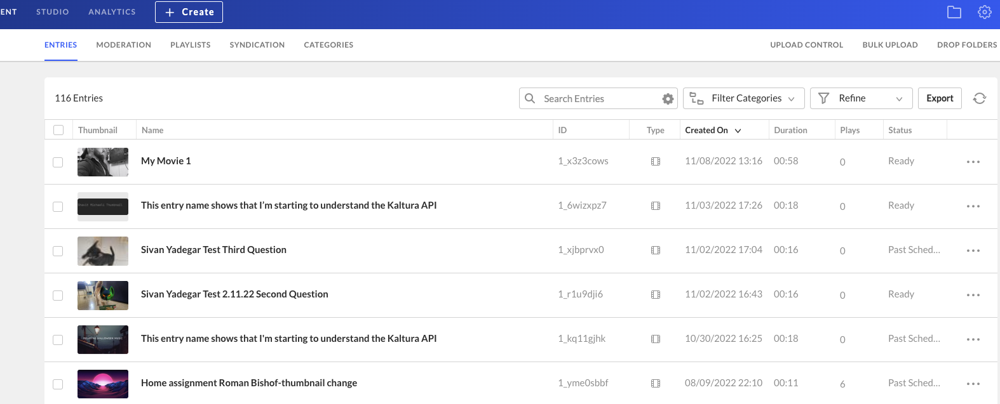 ENT STUDIO ANALYTICS + Create
ENTRIES MODERATION PLAYLISTS SYNDICATION CATEGORIES UPLOAD CONTROL BULK UPLOAD DROP FOLDERS
116 Entries Search Entries Filter Categories Refine Export
Thumbnail Name ID Type Created On Duration Plays Status
My Movie 1 1_x3z3cows 11/08/2022 13:16 00:58 0 Ready
This entry name shows that I’m starting to understand the Kaltura API 1_6wizxpz7 11/03/2022 17:26 00:18 0 Ready
Sivan Yadegar Test Third Question 1_xjbprvx0 11/02/2022 17:04 00:16 0 Past Sched...
Sivan Yadegar Test 2.11.22 Second Question 1_r1u9dji6 11/02/2022 16:43 00:16 0 Ready
RELAXING HALLOWEEN MUSIC
This entry name shows that I'm starting to understand the Kaltura API 1_kq11gjhk 10/30/2022 16:25 00:18 0 Past Sched...
Home assignment Roman Bishof-thumbnail change 1_yme0sbbf 08/09/2022 22:10 00:11 6 Past Sched...